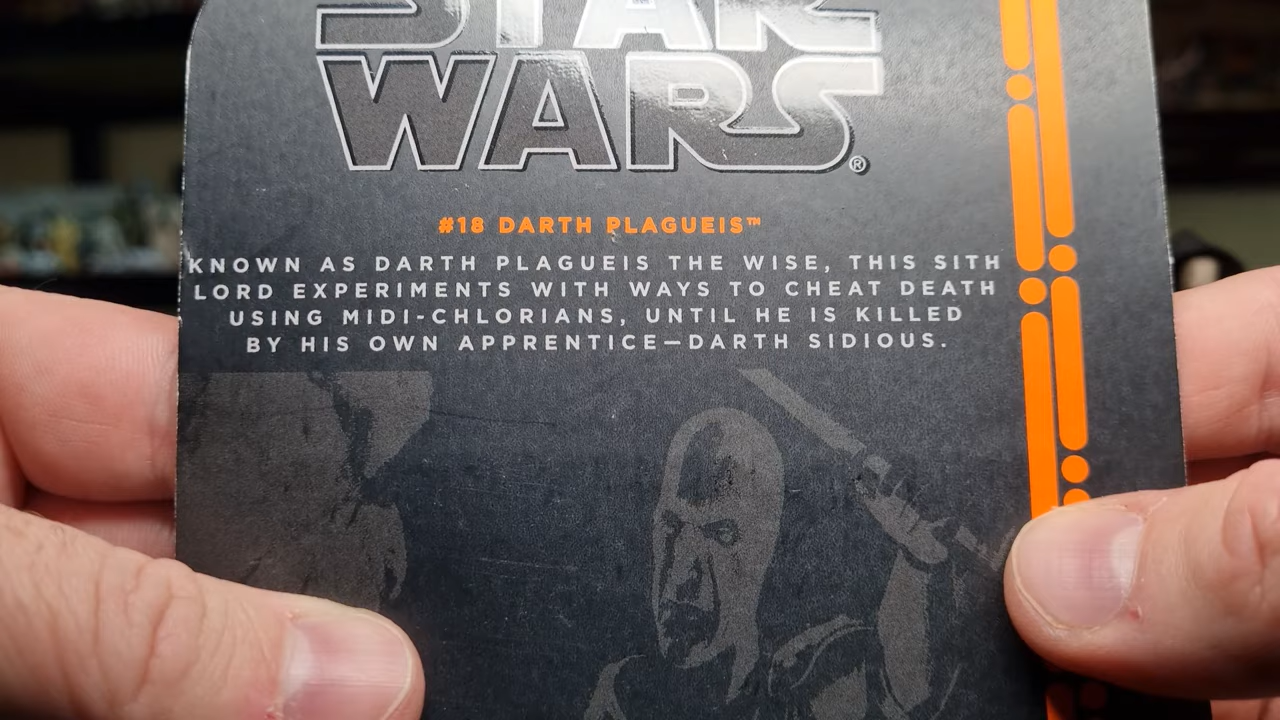 STAR
WARS®
#18 DARTH PLAGUEIS™
KNOWN AS DARTH PLAGUEIS THE WISE, THIS SITH
LORD EXPERIMENTS WITH WAYS TO CHEAT DEATH
USING MIDI-CHLORIANS, UNTIL HE IS KILLED
BY HIS OWN APPRENTICE—DARTH SIDIOUS.